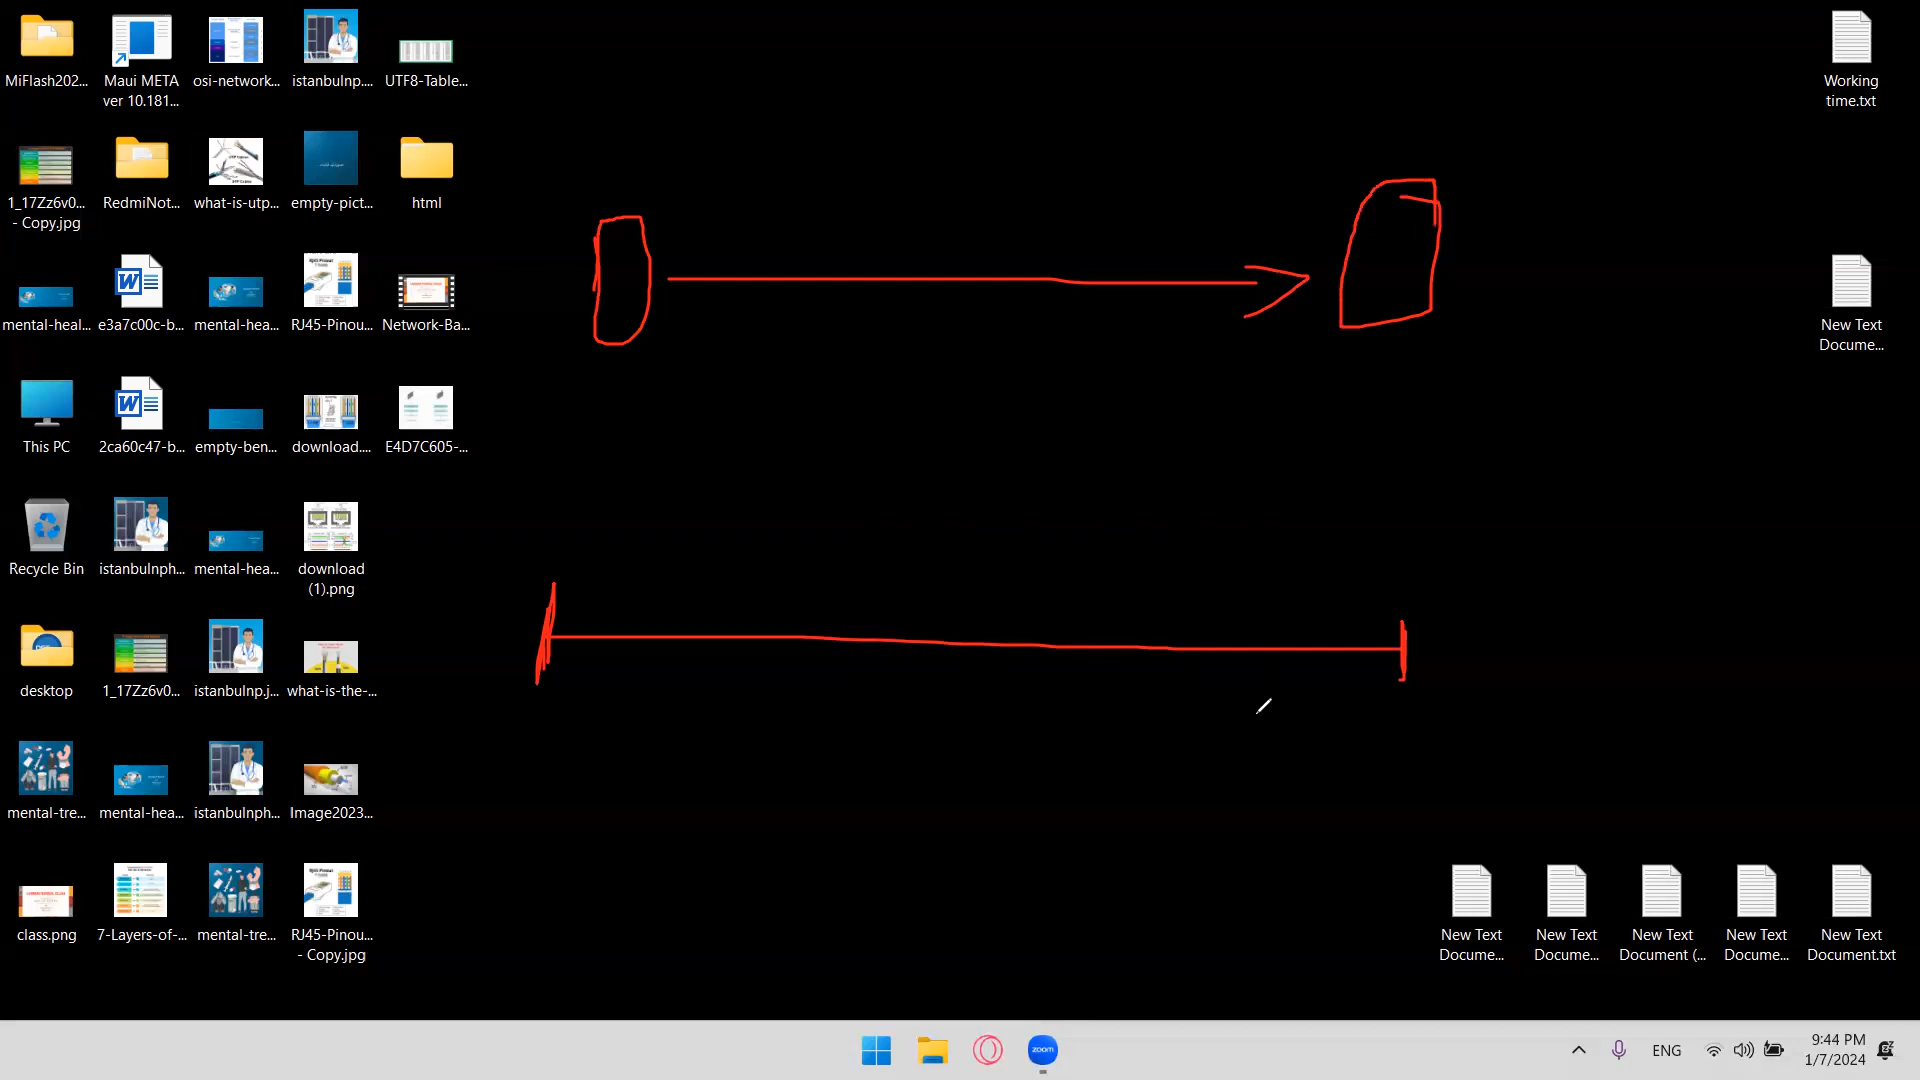 MiFlash202...
Maui META
ver 10.181...
osi-network...
istanbulnp....
UTF8-Table...
Working
time.txt
1_17Zz6v0...
- Copy.jpg
RedmiNot...
what-is-utp...
empty-pict...
html
mental-heal...
e3a7c00c-b...
mental-hea...
RJ45-Pinou...
Network-Ba...
New Text
Docume...
This PC
2ca60c47-b...
empty-ben...
download....
E4D7C605-...
Recycle Bin
istanbulnph...
mental-hea...
download
(1).png
desktop
1_17Zz6v0...
istanbulnp.j...
what-is-the-...
mental-tre...
mental-hea...
istanbulnph...
Image2023...
class.png
7-Layers-of-...
mental-tre...
RJ45-Pinou...
- Copy.jpg
New Text
Docume...
New Text
Docume...
New Text
Document (...
New Text
Docume...
New Text
Document.txt
zoom
ENG
9:44 PM
1/7/2024